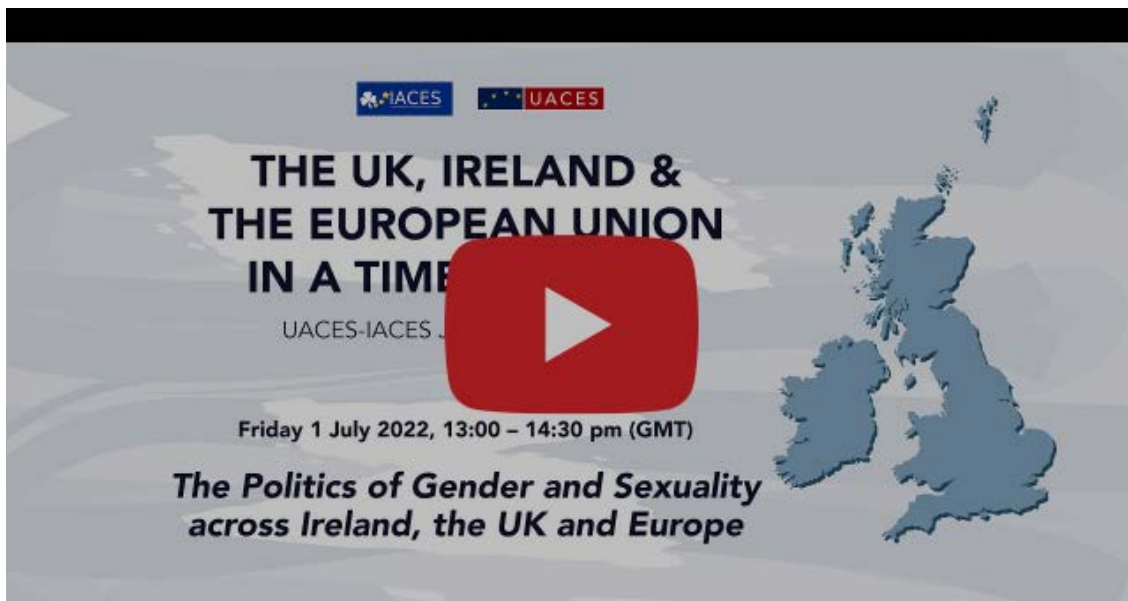 IACES UACES
THE UK, IRELAND &
THE EUROPEAN UNION
IN A TIME
UACES-IACES
Friday 1 July 2022, 13:00 – 14:30 pm (GMT)
The Politics of Gender and Sexuality
across Ireland, the UK and Europe